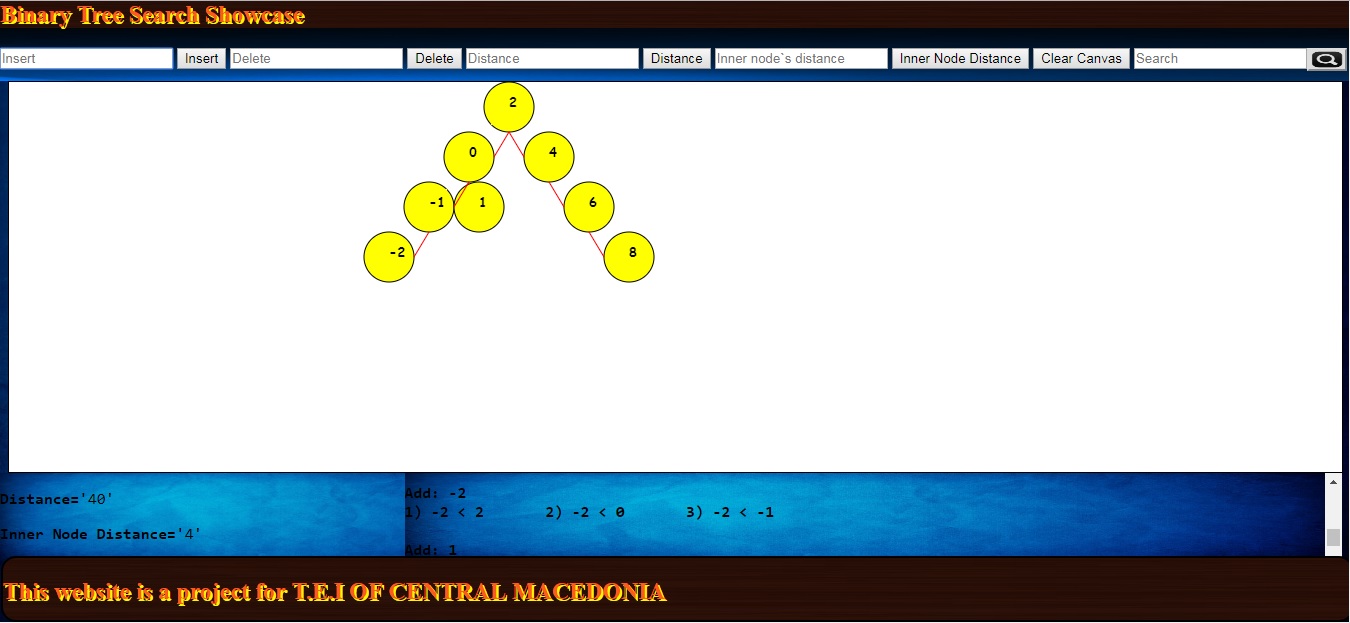 Binary Tree Search Showcase
Insert Insert Delete Delete Distance Distance Inner node`s distance Inner Node Distance Clear Canvas Search
2
0 4
-1 1 6
-2 8
Distance='40'
Inner Node Distance='4'
Add: -2
1) -2 < 2 2) -2 < 0 3) -2 < -1
Add: 1
This website is a project for T.E.I OF CENTRAL MACEDONIA